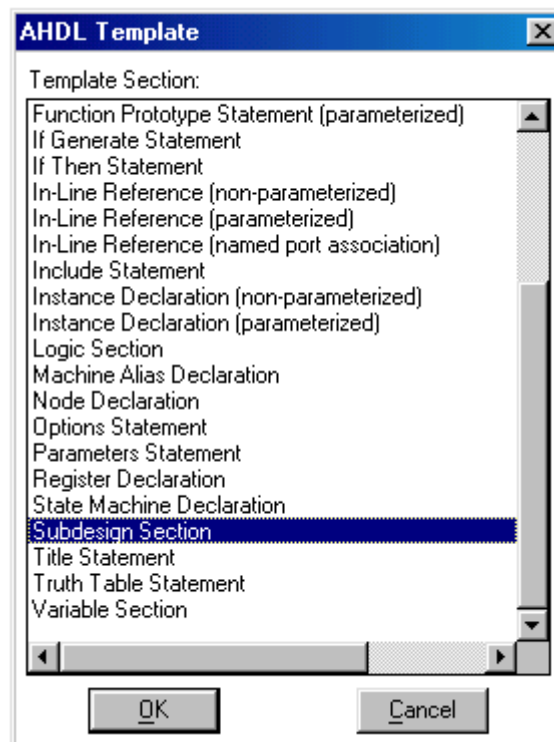 AHDL Template
Template Section:
Function Prototype Statement (parameterized)
If Generate Statement
If Then Statement
In-Line Reference (non-parameterized)
In-Line Reference (parameterized)
In-Line Reference (named port association)
Include Statement
Instance Declaration (non-parameterized)
Instance Declaration (parameterized)
Logic Section
Machine Alias Declaration
Node Declaration
Options Statement
Parameters Statement
Register Declaration
State Machine Declaration
Subdesign Section
Title Statement
Truth Table Statement
Variable Section
OK Cancel